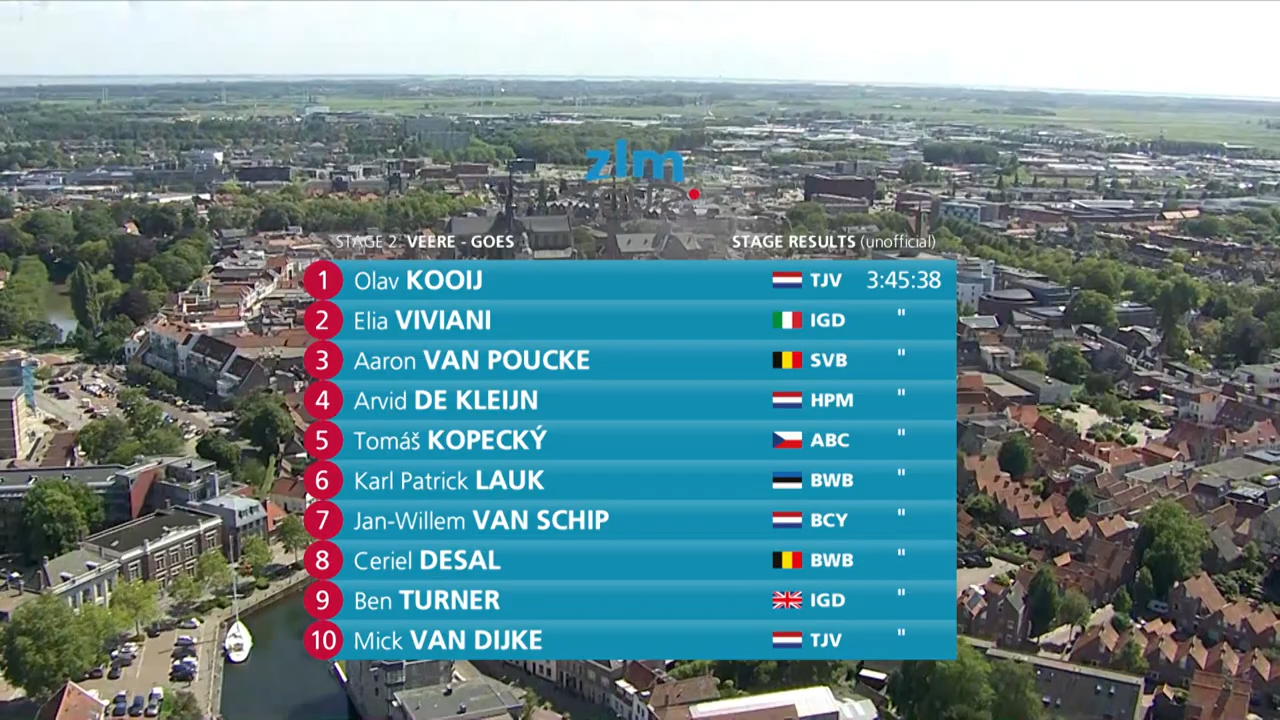 zlm
STAGE 2: VEERE - GOES STAGE RESULTS (unofficial)
1 Olav KOOIJ TJV 3:45:38
2 Elia VIVIANI IGD "
3 Aaron VAN POUCKE SVB "
4 Arvid DE KLEIJN HPM "
5 Tomáš KOPECKÝ ABC "
6 Karl Patrick LAUK BWB "
7 Jan-Willem VAN SCHIP BCY "
8 Ceriel DESAL BWB "
9 Ben TURNER IGD "
10 Mick VAN DIJKE TJV "